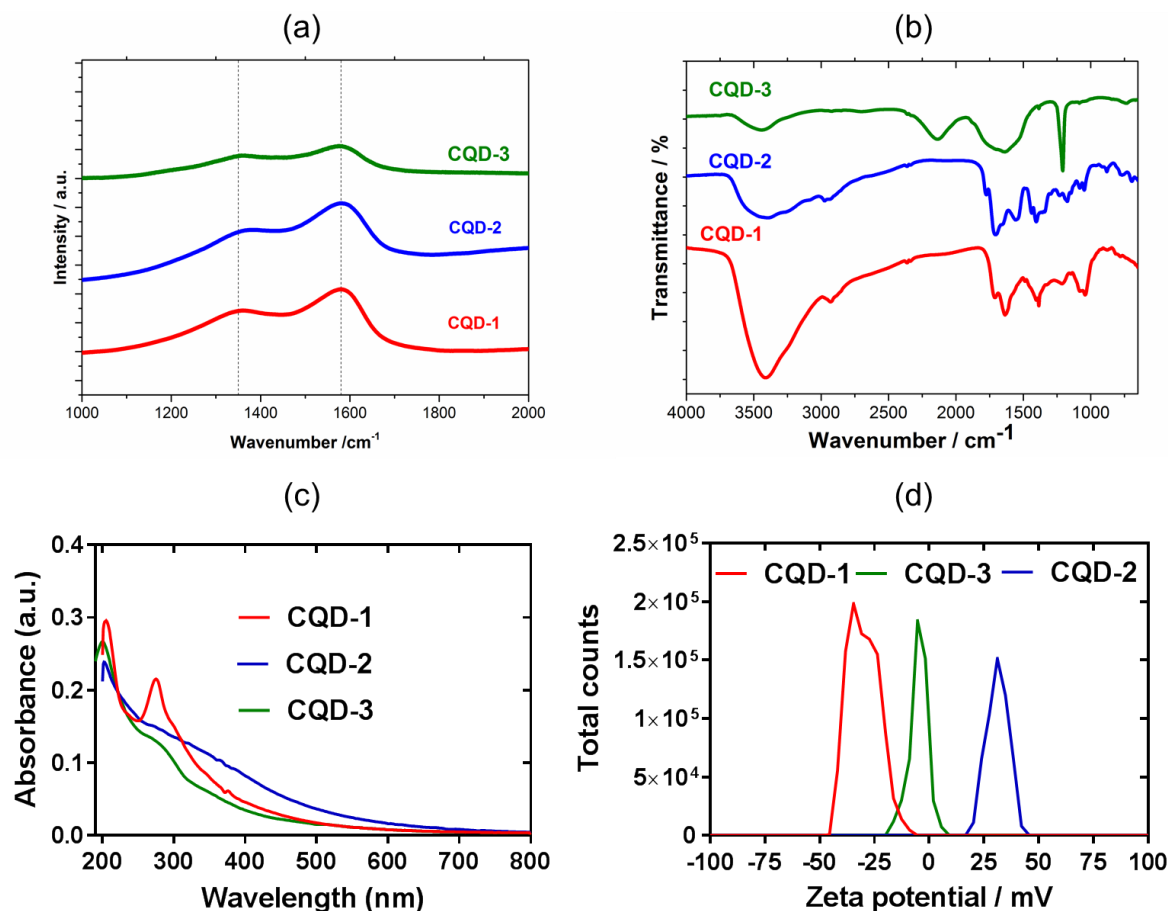 (a)
CQD-3
CQD-2
CQD-1
Intensity / a.u.
1000 1200 1400 1600 1800 2000
Wavenumber /cm⁻¹
(b)
CQD-3
CQD-2
CQD-1
Transmittance / %
4000 3500 3000 2500 2000 1500 1000
Wavenumber / cm⁻¹
(c)
0.4
0.3
0.2
0.1
0.0
Absorbance (a.u.)
CQD-1
CQD-2
CQD-3
200 300 400 500 600 700 800
Wavelength (nm)
(d)
2.5×10⁵
2×10⁵
1.5×10⁵
1×10⁵
5×10⁴
0
Total counts
CQD-1 CQD-3 CQD-2
-100 -75 -50 -25 0 25 50 75 100
Zeta potential / mV